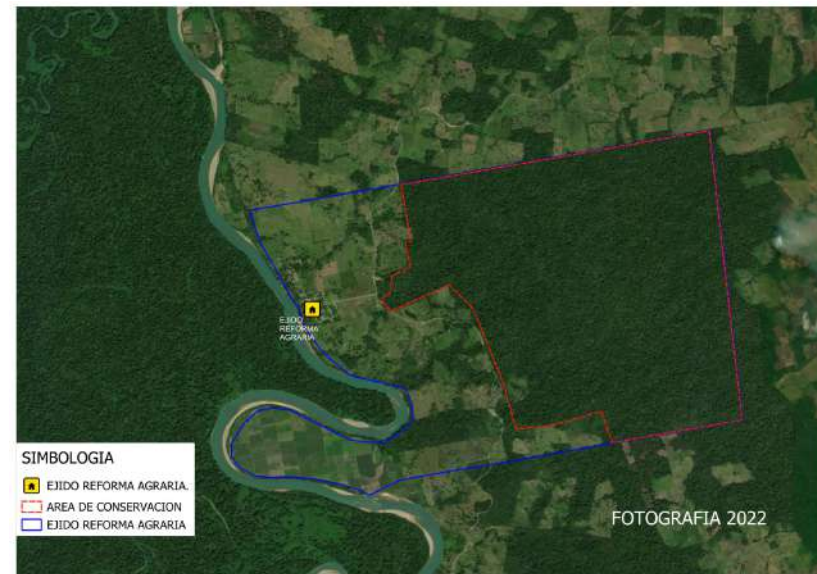 EJIDO
REFORMA
AGRARIA
SIMBOLOGIA
EJIDO REFORMA AGRARIA.
AREA DE CONSERVACION
EJIDO REFORMA AGRARIA
FOTOGRAFIA 2022